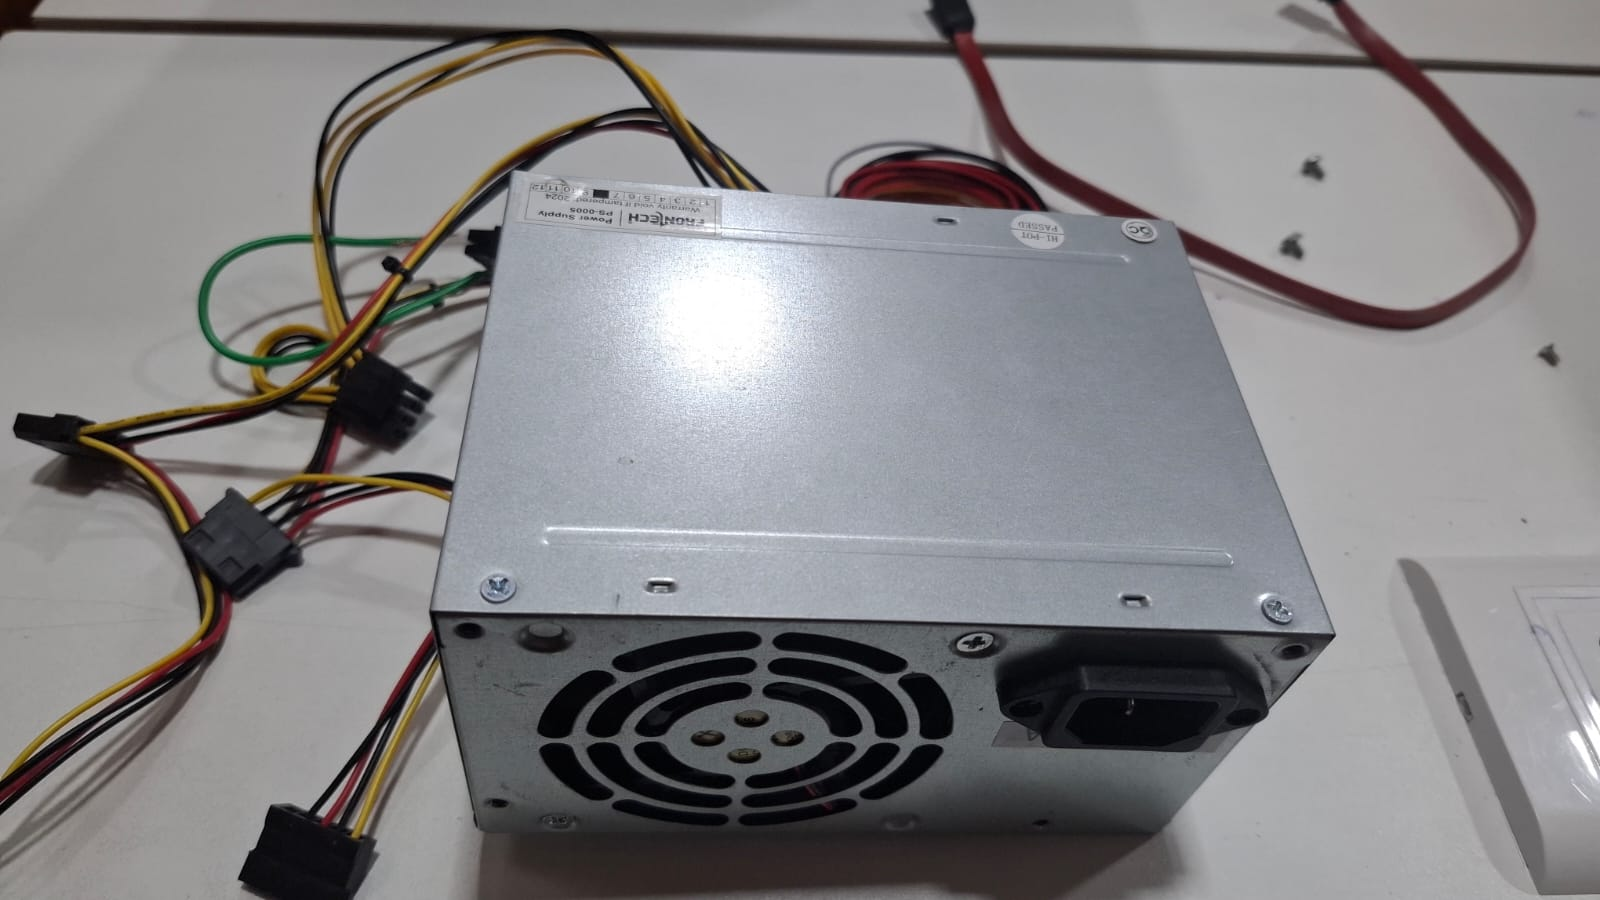 FRONTECH
Power Supply
PS-0005
Warranty void if tampered 2024
1 2 3 4 5 6 7 9 10 11 12
HI-POT
PASSED
QC